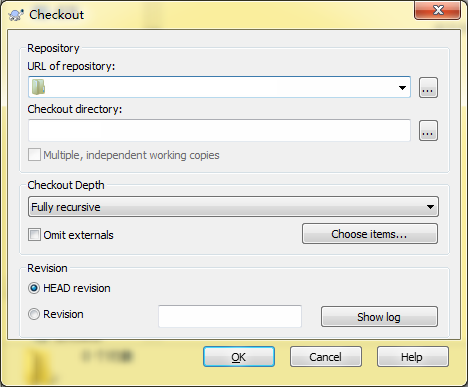 Checkout
Repository
URL of repository:
...
Checkout directory:
...
Multiple, independent working copies
Checkout Depth
Fully recursive
Omit externals
Choose items...
Revision
HEAD revision
Revision
Show log
OK
Cancel
Help